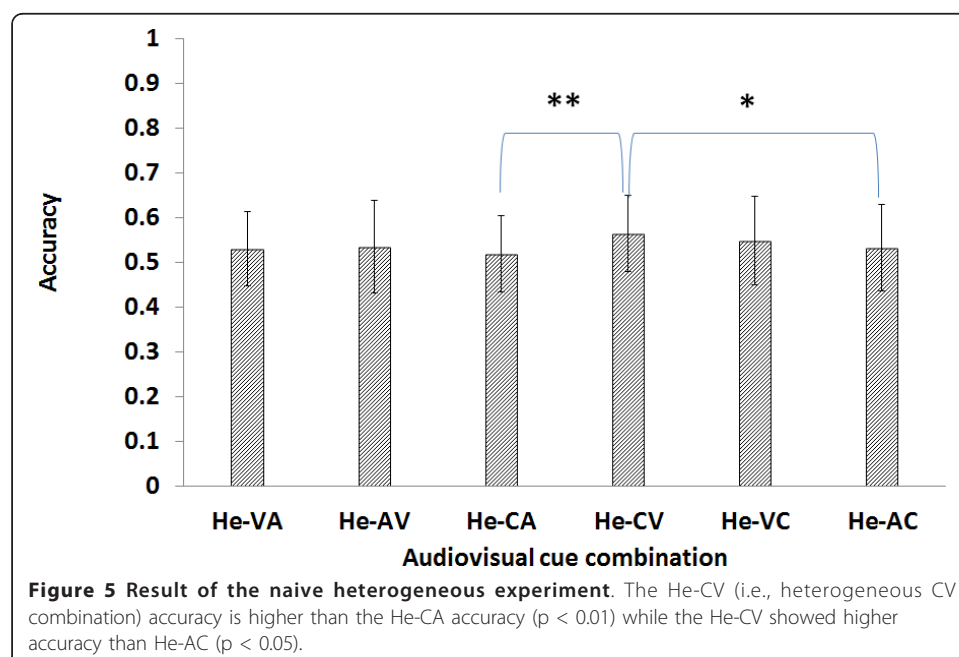 1
0.9
0.8
0.7
0.6
0.5
0.4
0.3
0.2
0.1
0
Accuracy
**
*
He-VA He-AV He-CA He-CV He-VC He-AC
Audiovisual cue combination
Figure 5 Result of the naive heterogeneous experiment. The He-CV (i.e., heterogeneous CV
combination) accuracy is higher than the He-CA accuracy (p < 0.01) while the He-CV showed higher
accuracy than He-AC (p < 0.05).